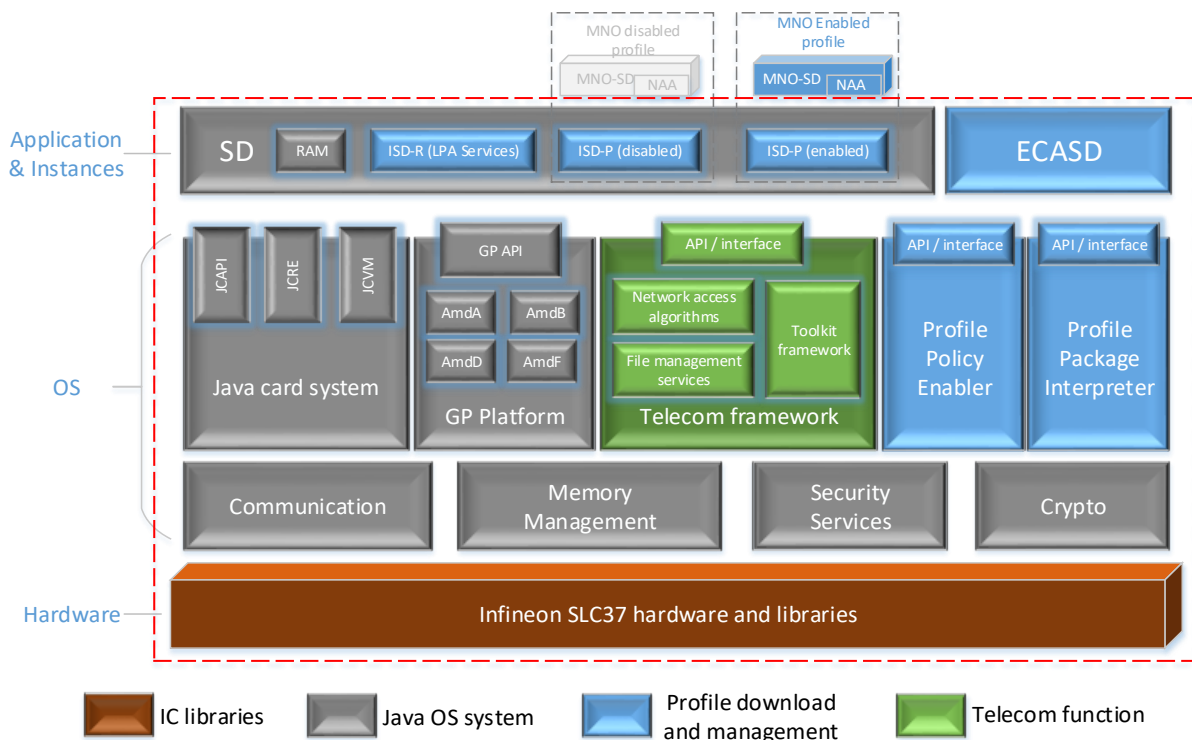 MNO disabled
profile
MNO-SD
NAA
MNO Enabled
profile
MNO-SD
NAA
Application
& Instances
SD
RAM
ISD-R (LPA Services)
ISD-P (disabled)
ISD-P (enabled)
ECASD
OS
JCAPI
JCRE
JCVM
Java card system
GP API
AmdA
AmdB
AmdD
AmdF
GP Platform
API / interface
Network access
algorithms
File management
services
Toolkit
framework
Telecom framework
API / interface
Profile
Policy
Enabler
API / interface
Profile
Package
Interpreter
Communication
Memory
Management
Security
Services
Crypto
Hardware
Infineon SLC37 hardware and libraries
IC libraries
Java OS system
Profile download
and management
Telecom function